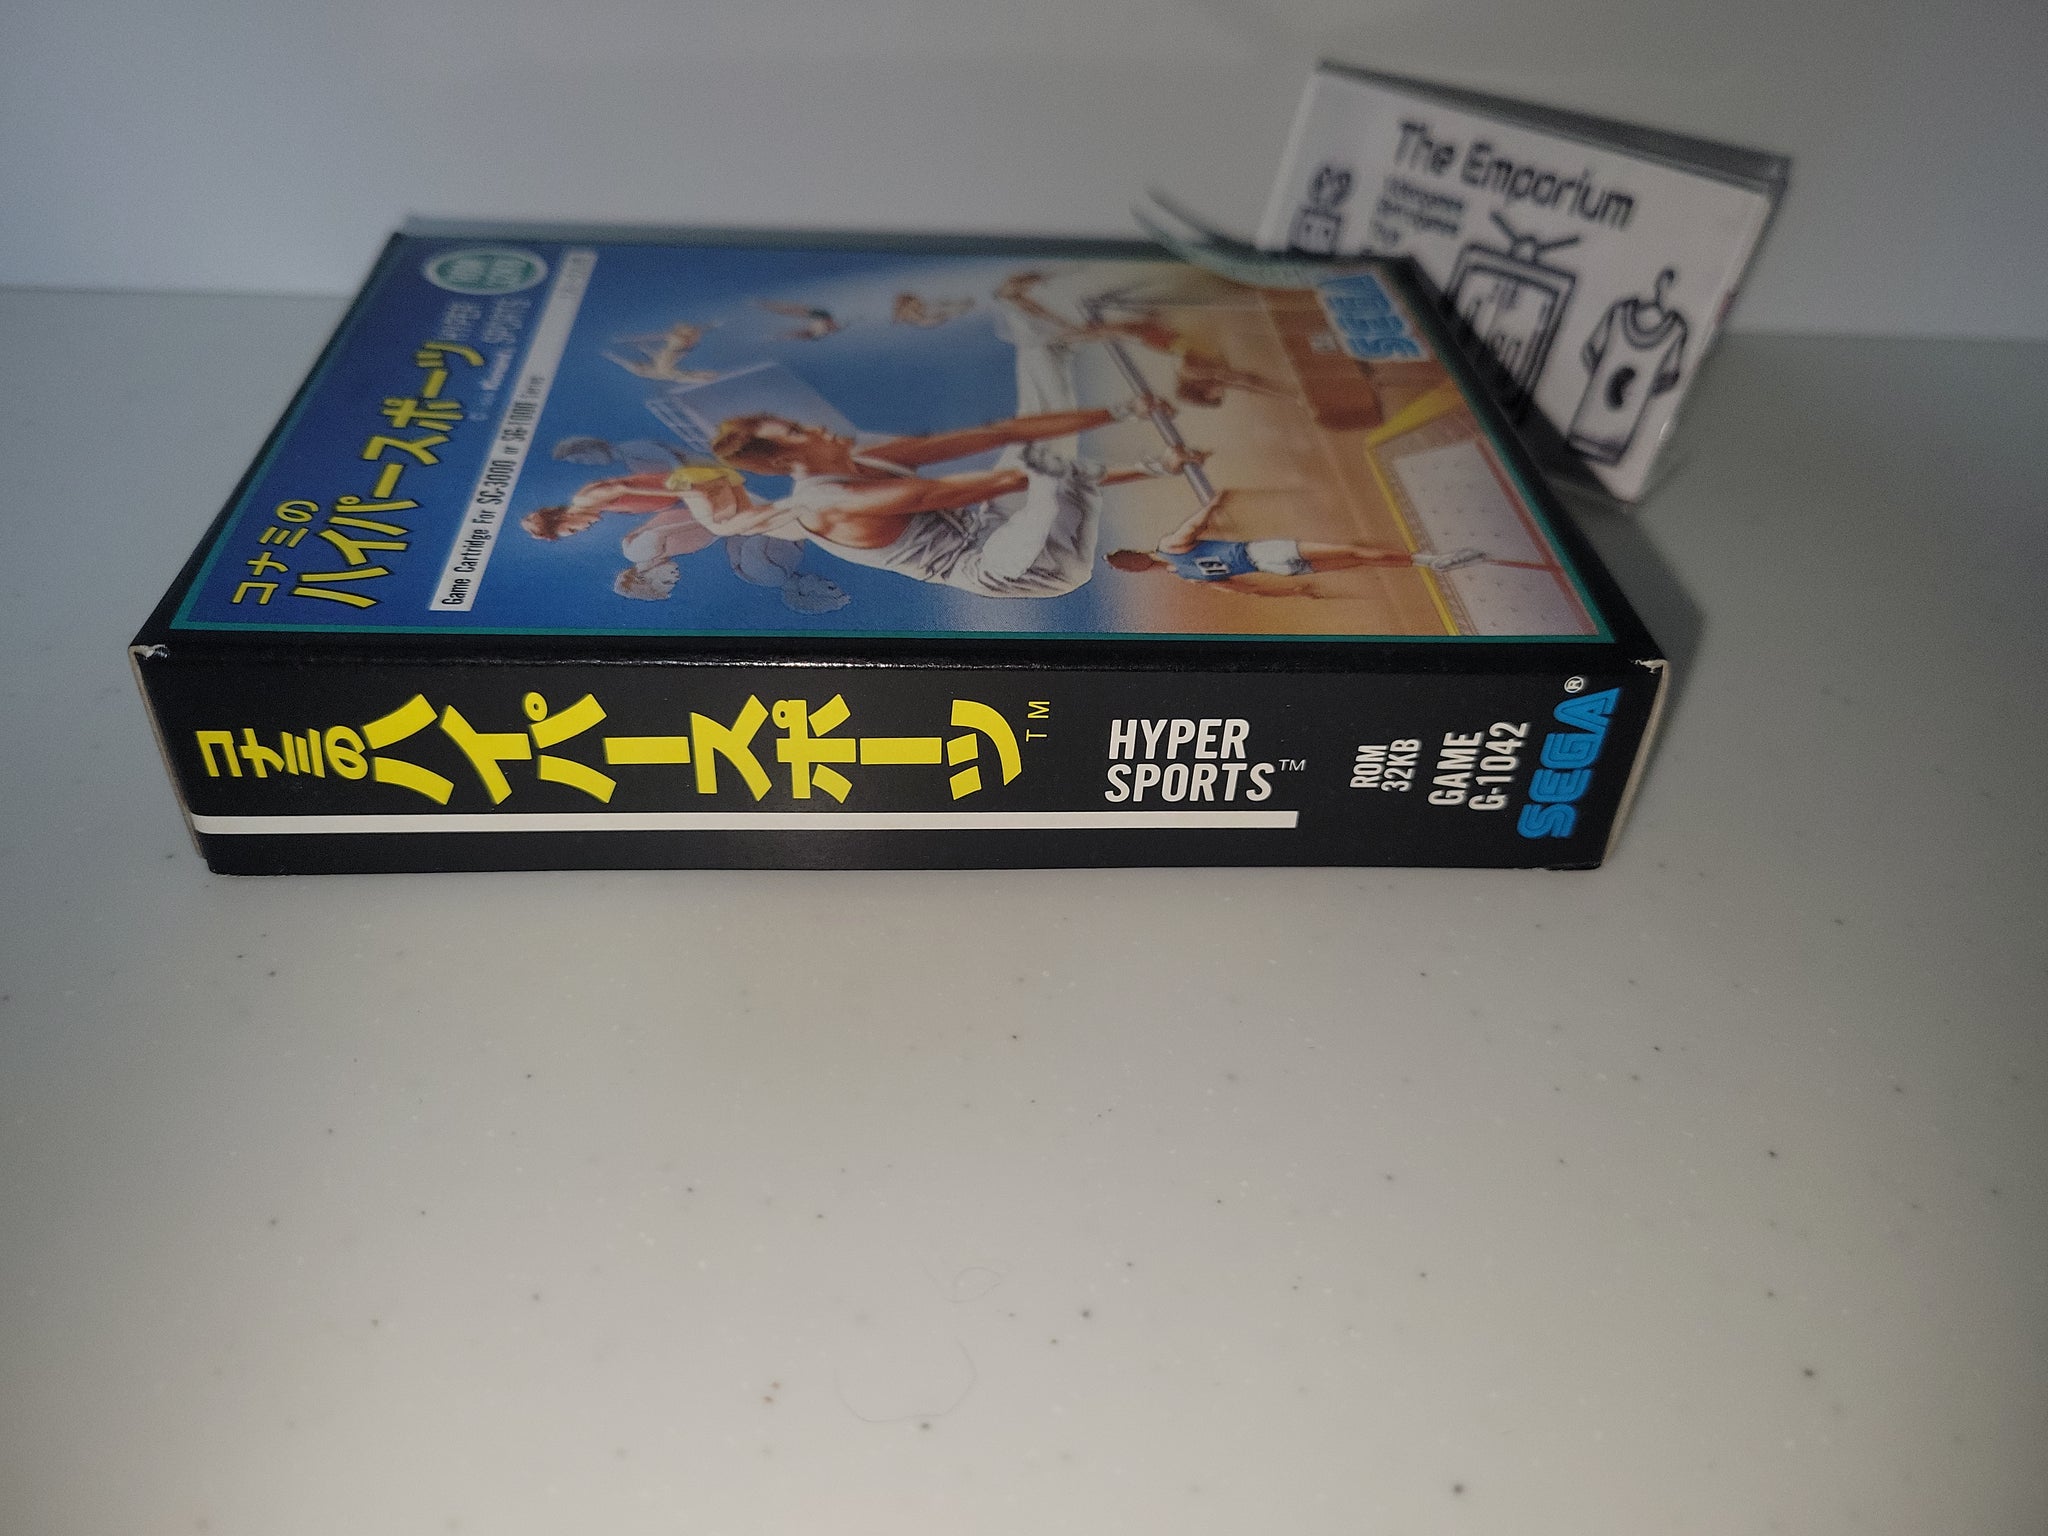 コナミの
ハイパースポーツ
HYPER
SPORTS
Game Cartridge For SC-3000 or SG-1000 Series
SEGA
コナミのハイパースポーツ™
HYPER
SPORTS™
ROM
32KB
GAME
G-1042
SEGA®
The Emporium